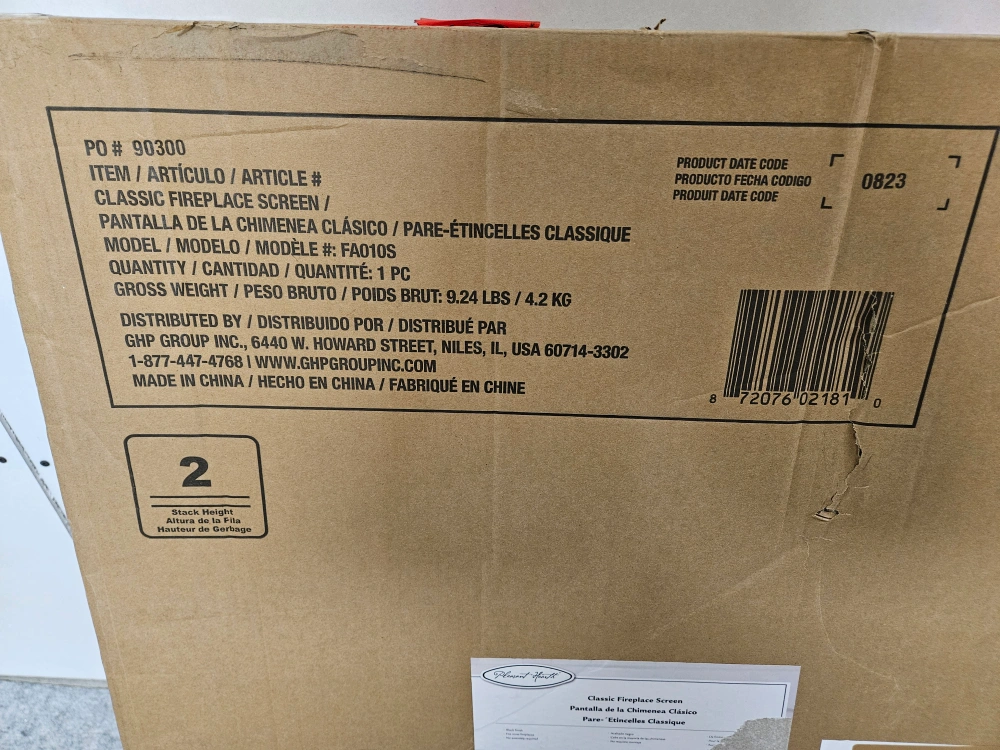 PO # 90300
ITEM / ARTÍCULO / ARTICLE #
CLASSIC FIREPLACE SCREEN /
PANTALLA DE LA CHIMENEA CLÁSICO / PARE-ÉTINCELLES CLASSIQUE
MODEL / MODELO / MODÈLE #: FA010S
QUANTITY / CANTIDAD / QUANTITÉ: 1 PC
GROSS WEIGHT / PESO BRUTO / POIDS BRUT: 9.24 LBS / 4.2 KG
DISTRIBUTED BY / DISTRIBUIDO POR / DISTRIBUÉ PAR
GHP GROUP INC., 6440 W. HOWARD STREET, NILES, IL, USA 60714-3302
1-877-447-4768 | WWW.GHPGROUPINC.COM
MADE IN CHINA / HECHO EN CHINA / FABRIQUÉ EN CHINE
PRODUCT DATE CODE
PRODUCTO FECHA CODIGO
PRODUIT DATE CODE
0823
8 72076 02181 0
2
Stack Height
Altura de la Fila
Hauteur de Gerbage
Pleasant Hearth
Classic Fireplace Screen
Pantalla de la Chimenea Clásico
Pare-´Etincelles Classique